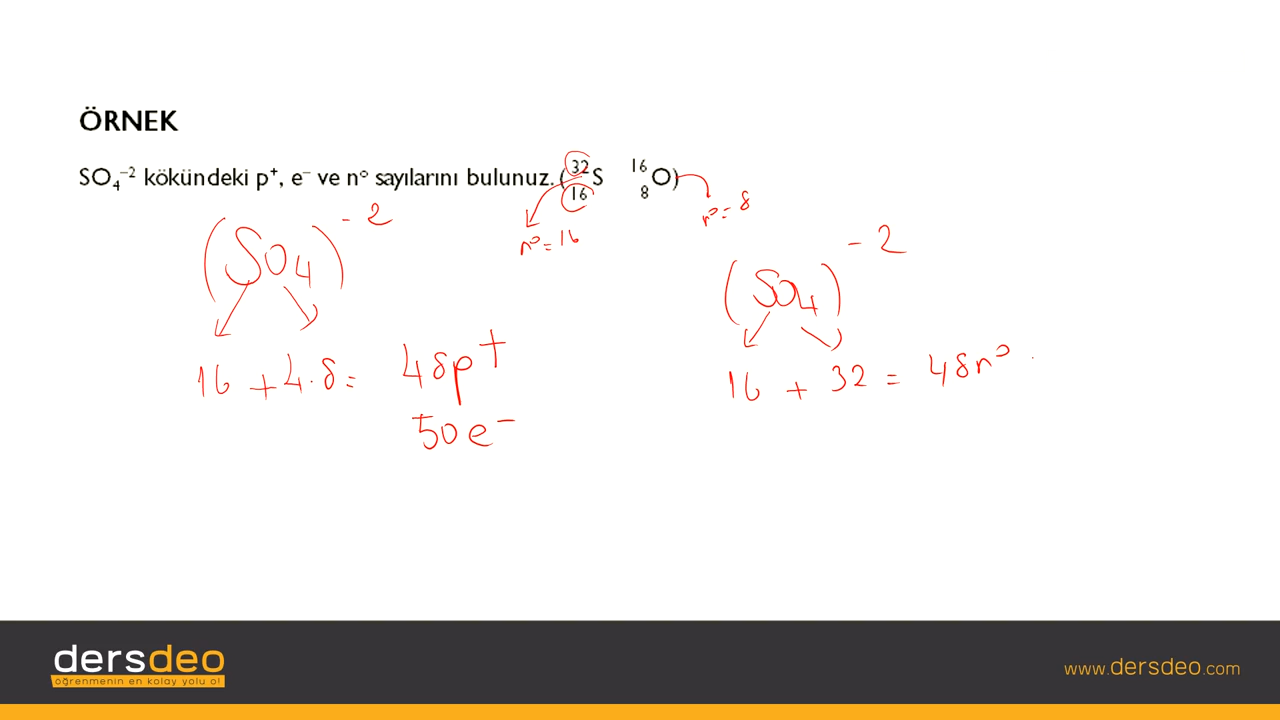 ÖRNEK
SO₄⁻² kökündeki p⁺, e⁻ ve n° sayılarını bulunuz. (³²₁₆S ¹⁶₈O)
n° = 16
n° = 8
(SO₄)⁻²
16 + 4.8 = 48p⁺
50e⁻
(SO₄)⁻²
16 + 32 = 48n°
dersdeo
öğrenmenin en kolay yolu o!
www.dersdeo.com